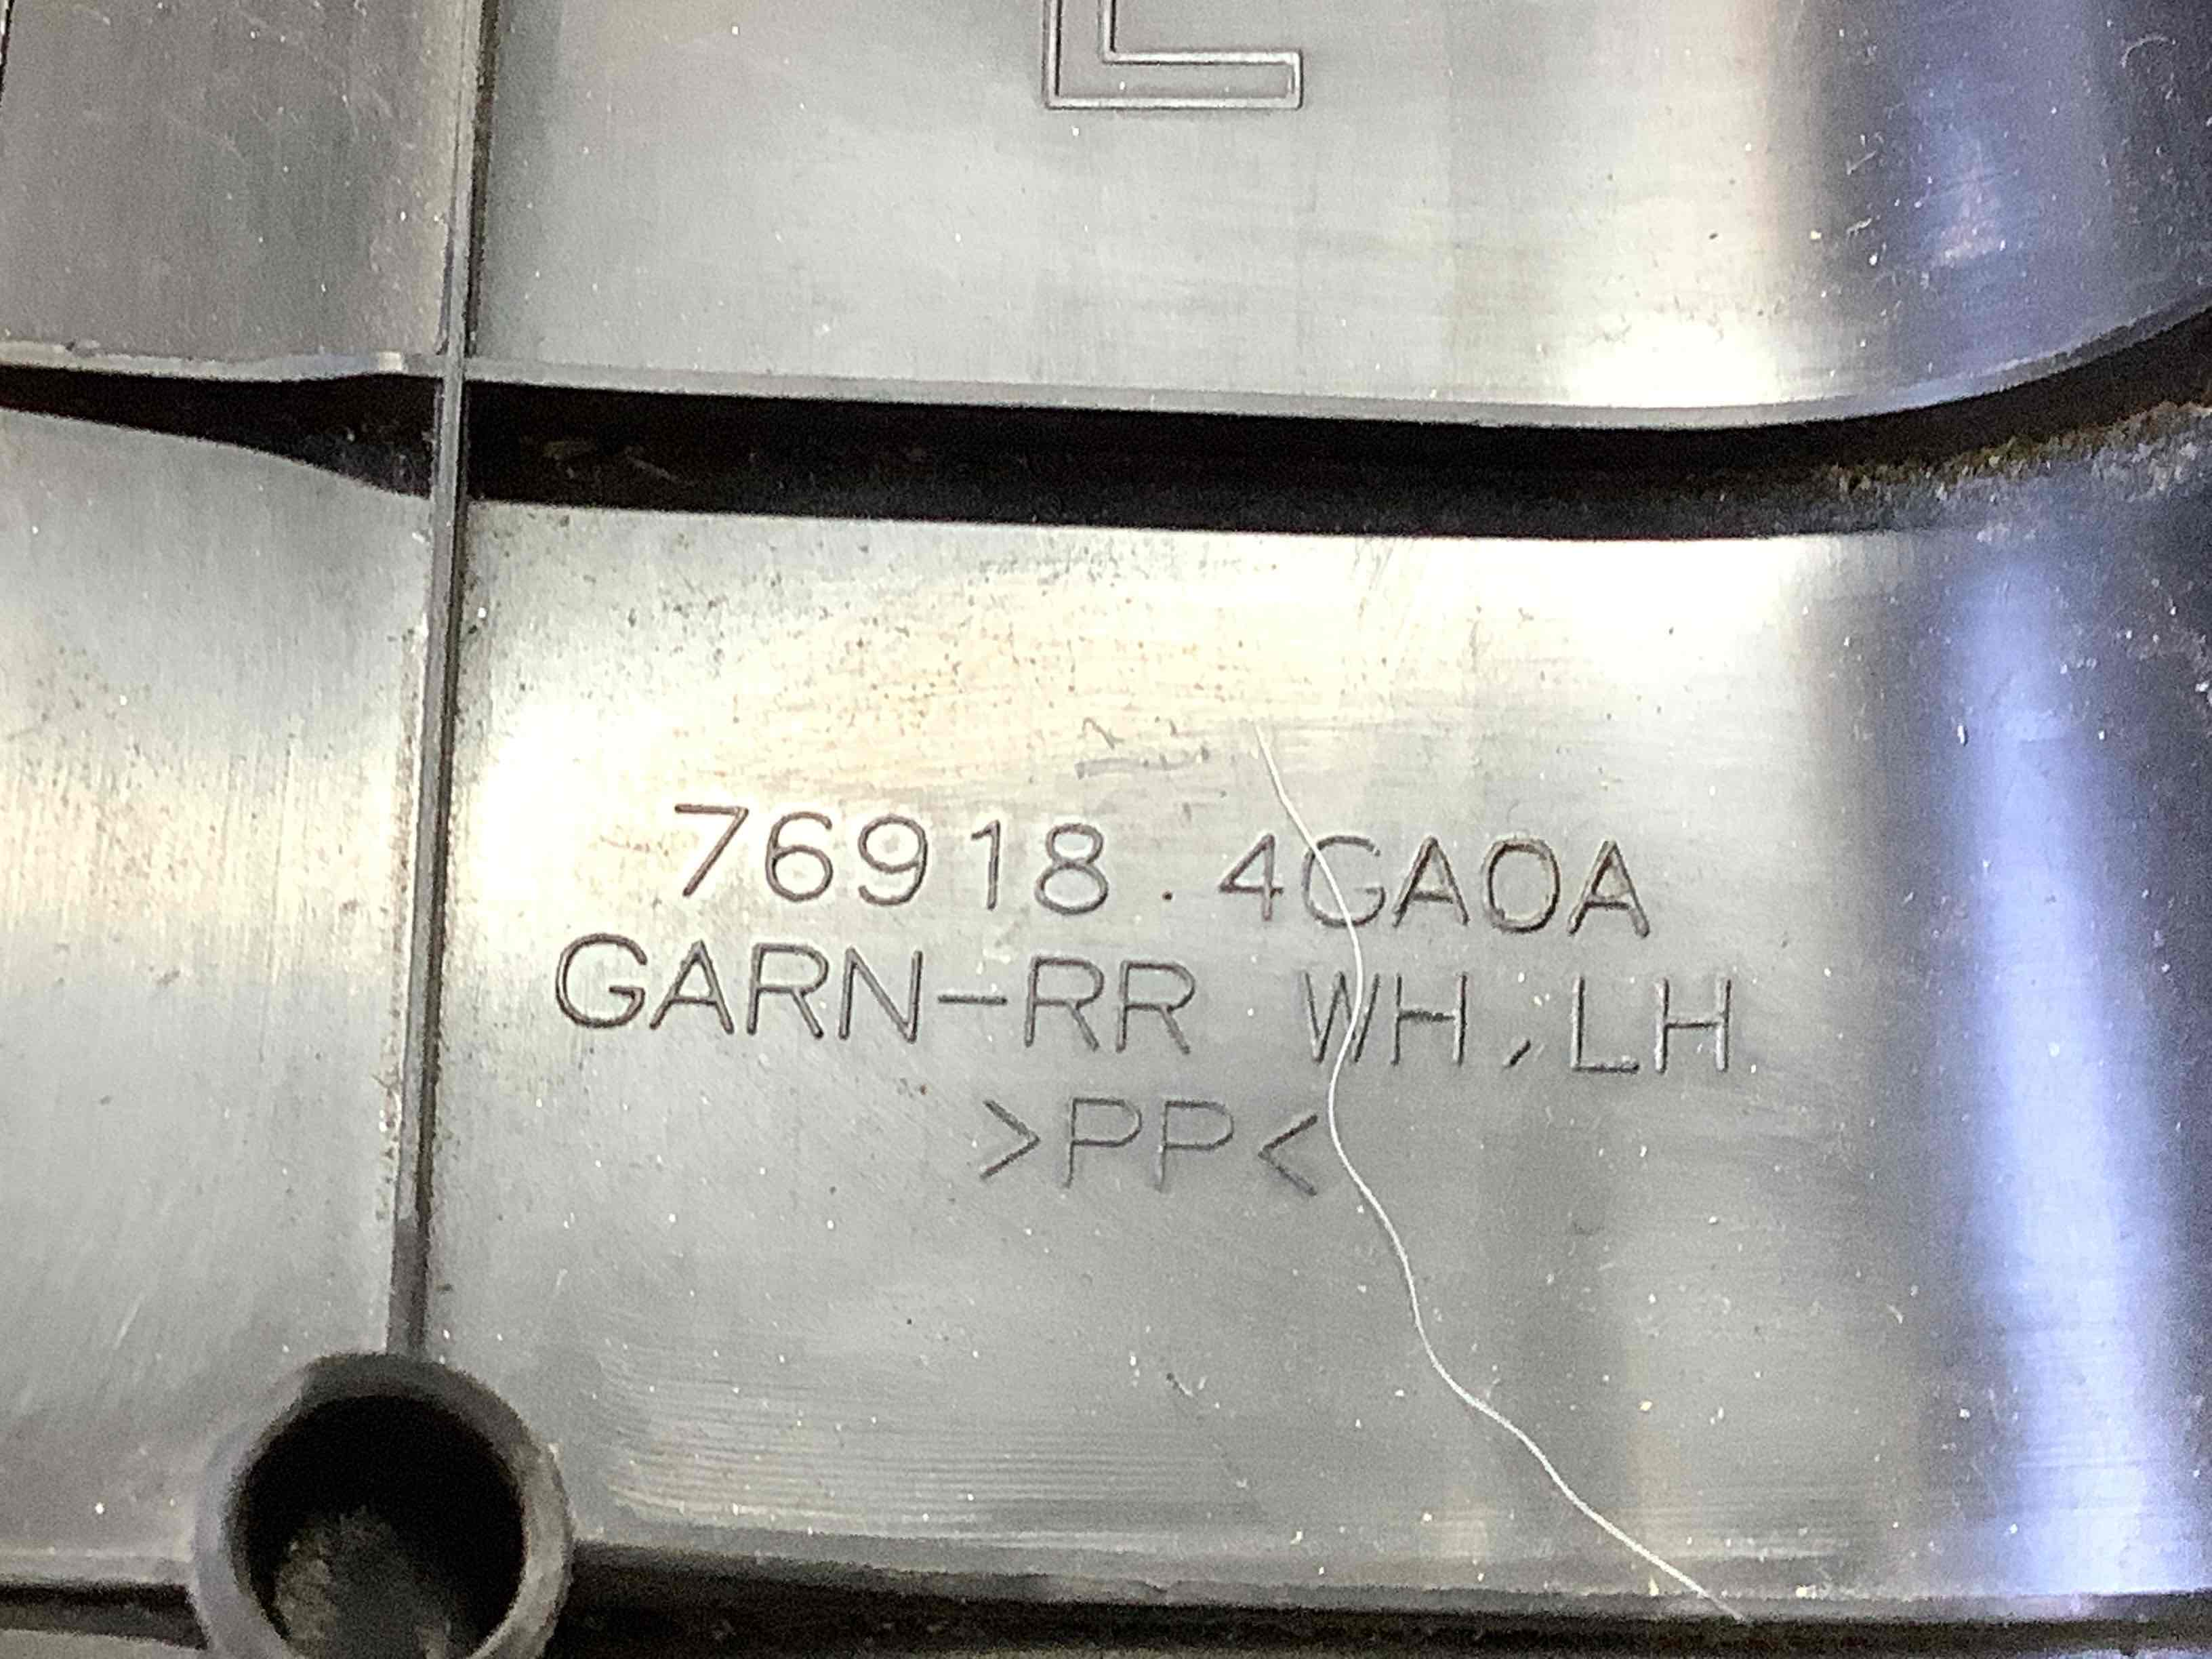 L
76918.4GA0A
GARN-RR WH,LH
>PP<